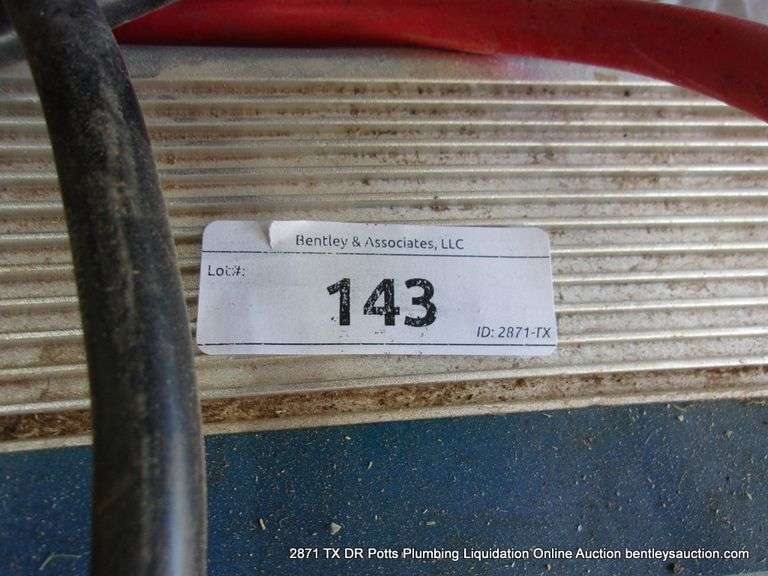 Bentley & Associates, LLC
Lot#:
143
ID: 2871-TX
2871 TX DR Potts Plumbing Liquidation Online Auction bentleysauction.com